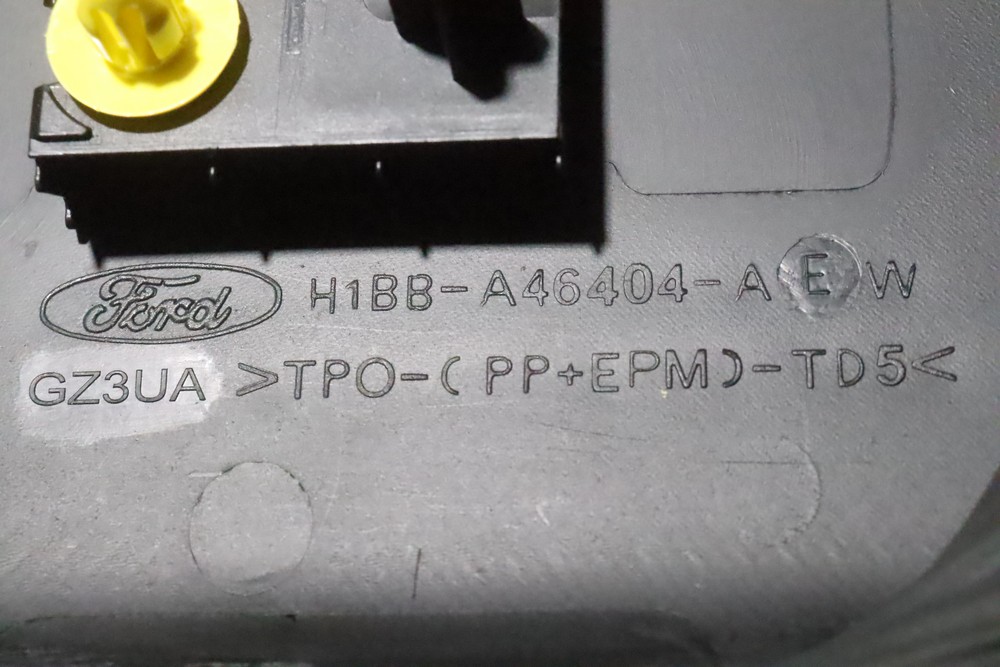 Ford H1BB-A46404-AEW
GZ3UA >TPO-(PP+EPM)-TD5<